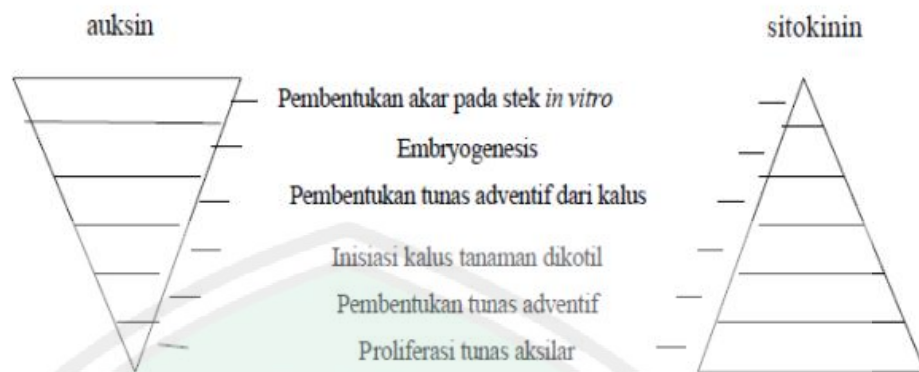 auksin
sitokinin
Pembentukan akar pada stek in vitro
Embryogenesis
Pembentukan tunas adventif dari kalus
Inisiasi kalus tanaman dikotil
Pembentukan tunas adventif
Proliferasi tunas aksilar